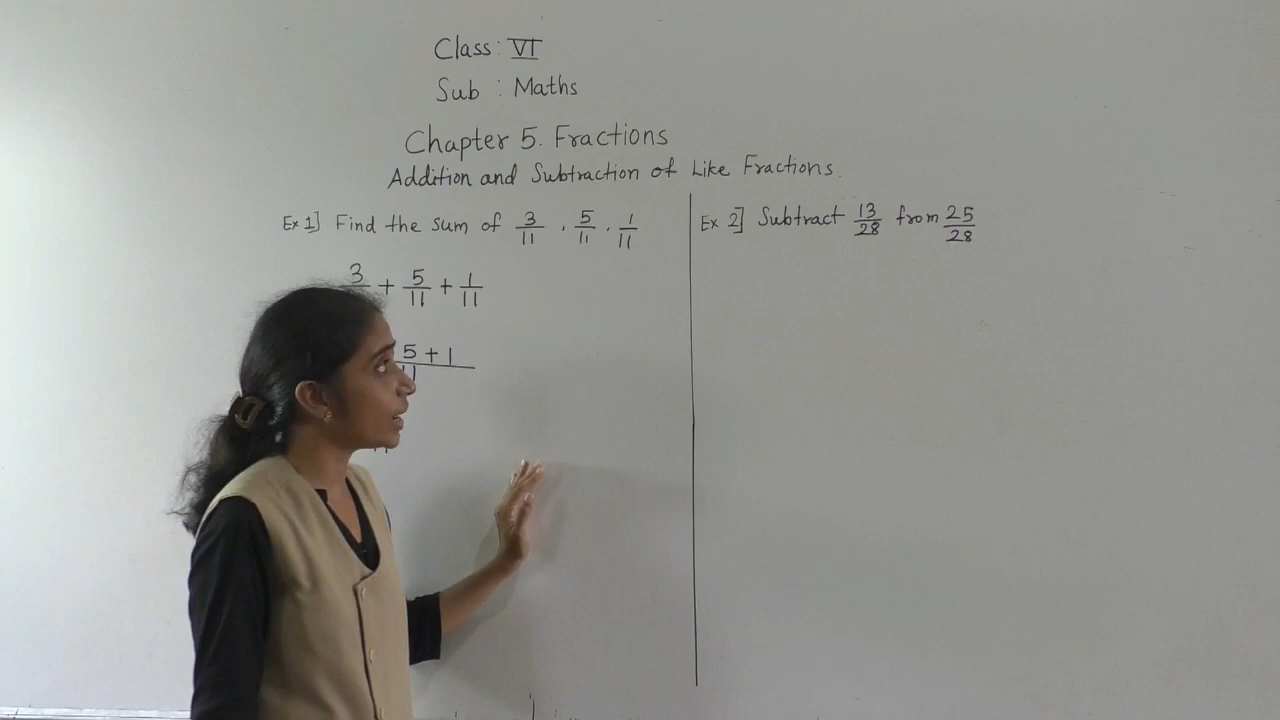 Class: VI
Sub : Maths
Chapter 5. Fractions
Addition and Subtraction of Like Fractions.
Ex 1] Find the sum of 3/11 , 5/11 , 1/11
3 + 5/11 + 1/11
5 + 1
11
Ex 2] Subtract 13/28 from 25/28